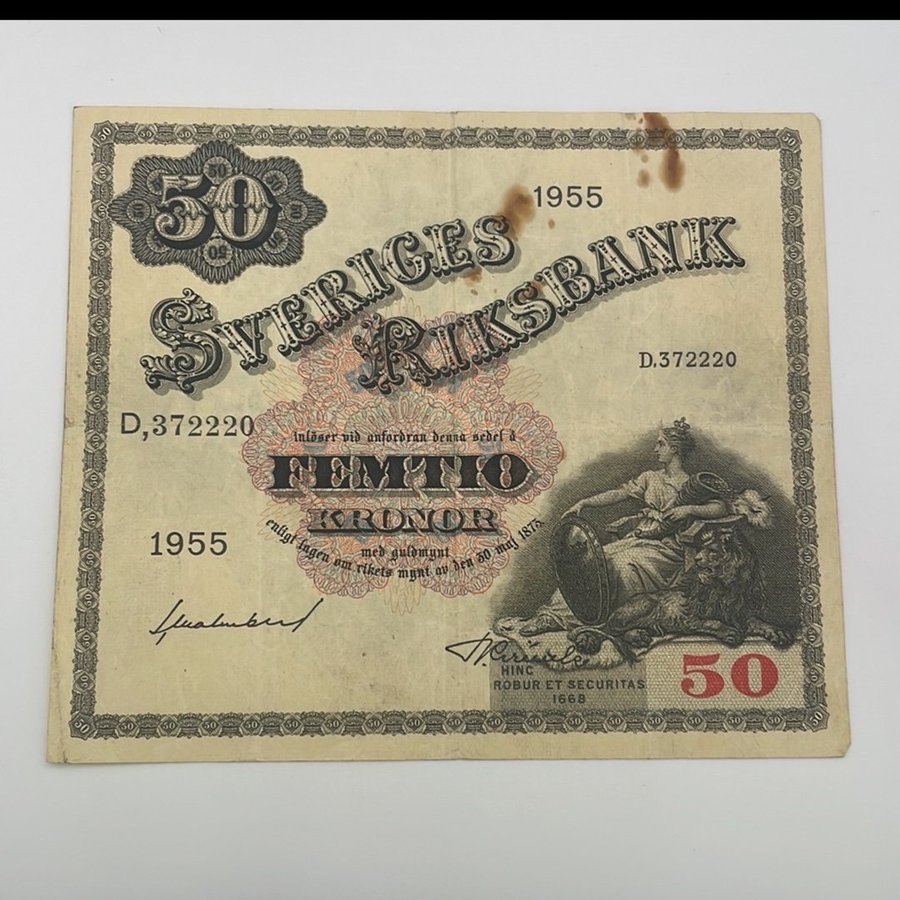 50
1955
SVERIGES
RIKSBANK
D.372220
D,372220
inlöser vid anfordran denna sedel à
FEMTIO
KRONOR
med guldmynt
enligt lagen om rikets mynt av den 30 maj 1873.
1955
HINC
ROBUR ET SECURITAS
1668
50